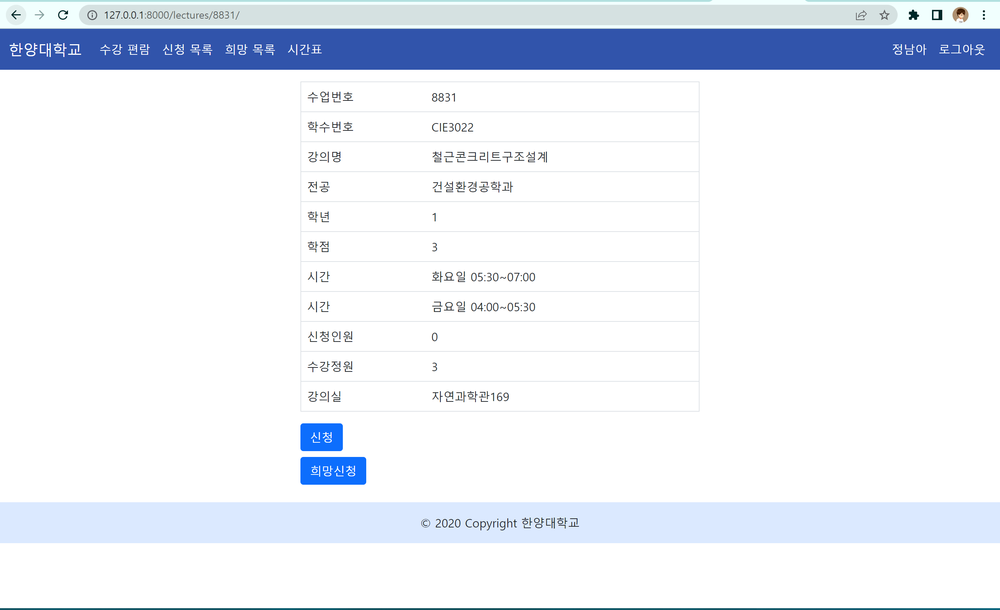 127.0.0.1:8000/lectures/8831/
한양대학교 수강 편람 신청 목록 희망 목록 시간표 정남아 로그아웃
수업번호 8831
학수번호 CIE3022
강의명 철근콘크리트구조설계
전공 건설환경공학과
학년 1
학점 3
시간 화요일 05:30~07:00
시간 금요일 04:00~05:30
신청인원 0
수강정원 3
강의실 자연과학관169
신청
희망신청
© 2020 Copyright 한양대학교